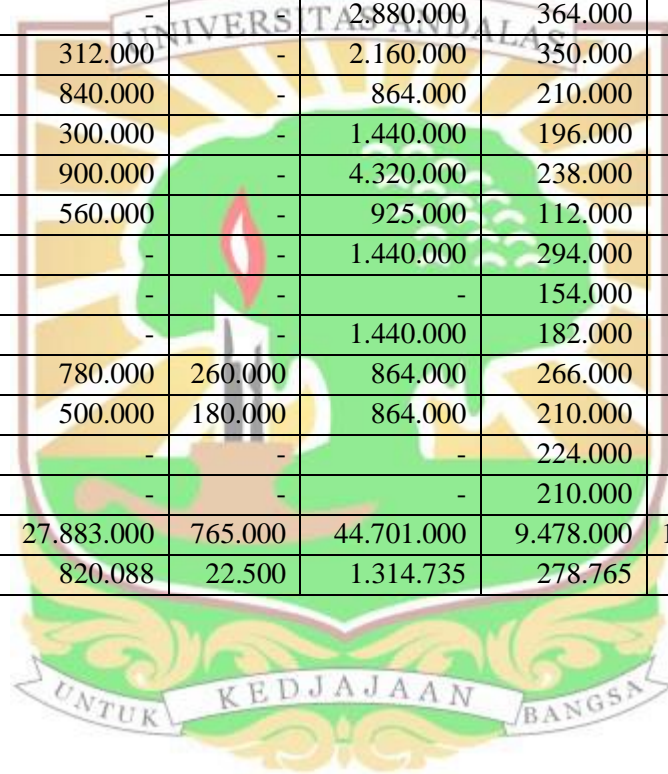 - - 2.880.000 364.000
UNIVERSITAS ANDALAS
312.000 - 2.160.000 350.000
840.000 - 864.000 210.000
300.000 - 1.440.000 196.000
900.000 - 4.320.000 238.000
560.000 - 925.000 112.000
- - 1.440.000 294.000
- - - 154.000
- - 1.440.000 182.000
780.000 260.000 864.000 266.000
500.000 180.000 864.000 210.000
- - - 224.000
- - - 210.000
27.883.000 765.000 44.701.000 9.478.000 1
820.088 22.500 1.314.735 278.765
UNTUK KEDJAJAAN BANGSA